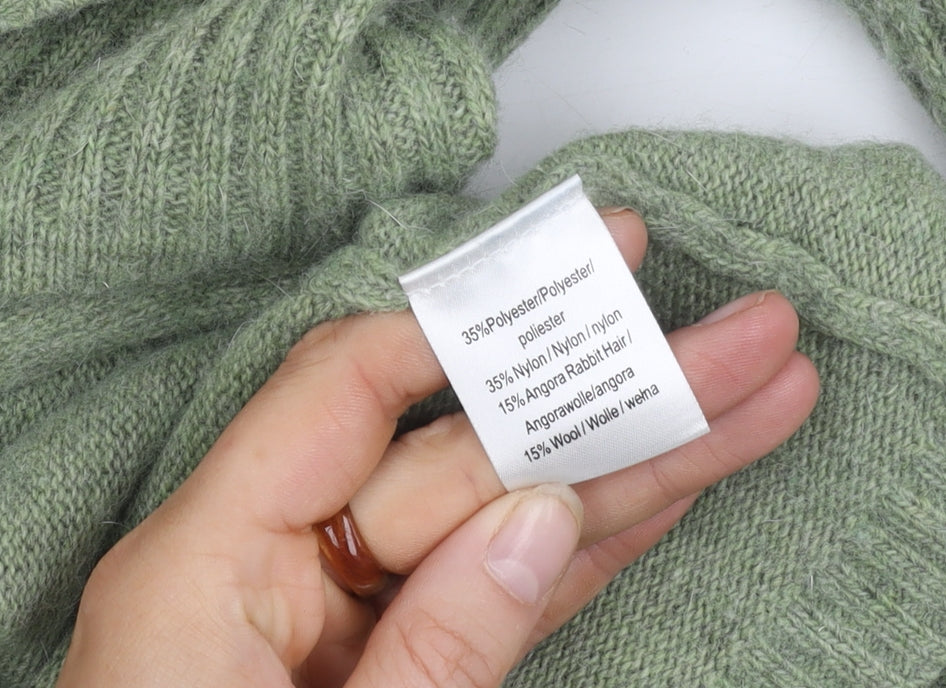 35%Polyester/Polyester/
poliester
35% Nylon / Nylon / nylon
15% Angora Rabbit Hair /
Angorawolle/angora
15% Wool / Wolle / wełna